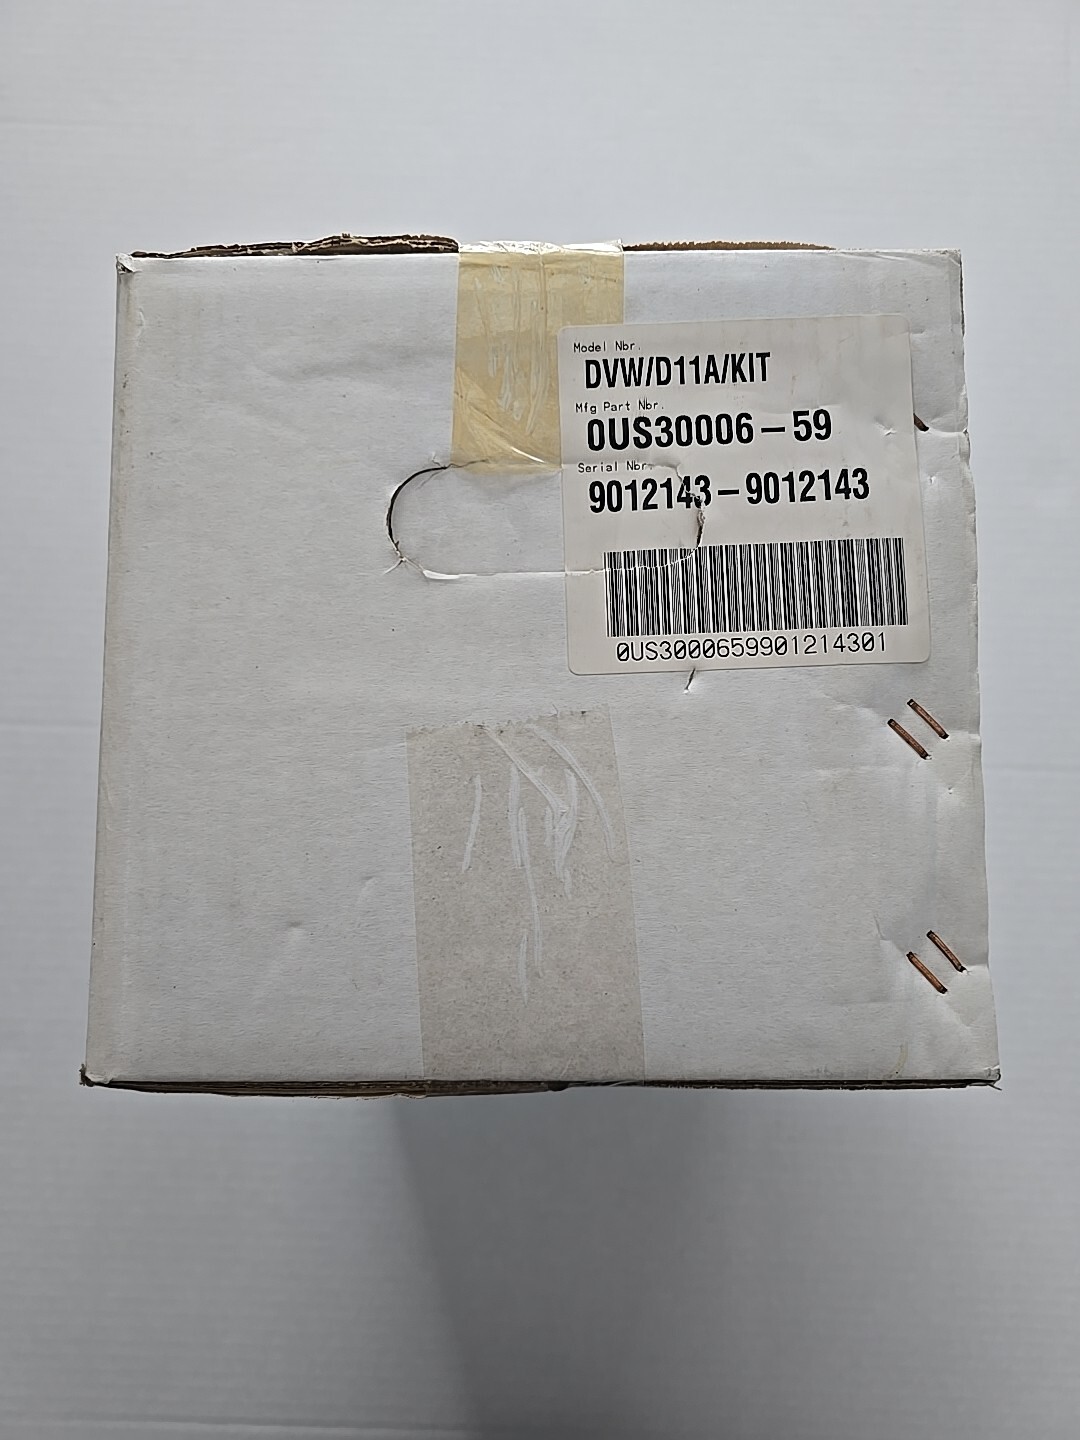 Model Nbr.
DVW/D11A/KIT
Mfg Part Nbr.
0US30006-59
Serial Nbr.
9012143-9012143
0US3000659901214301